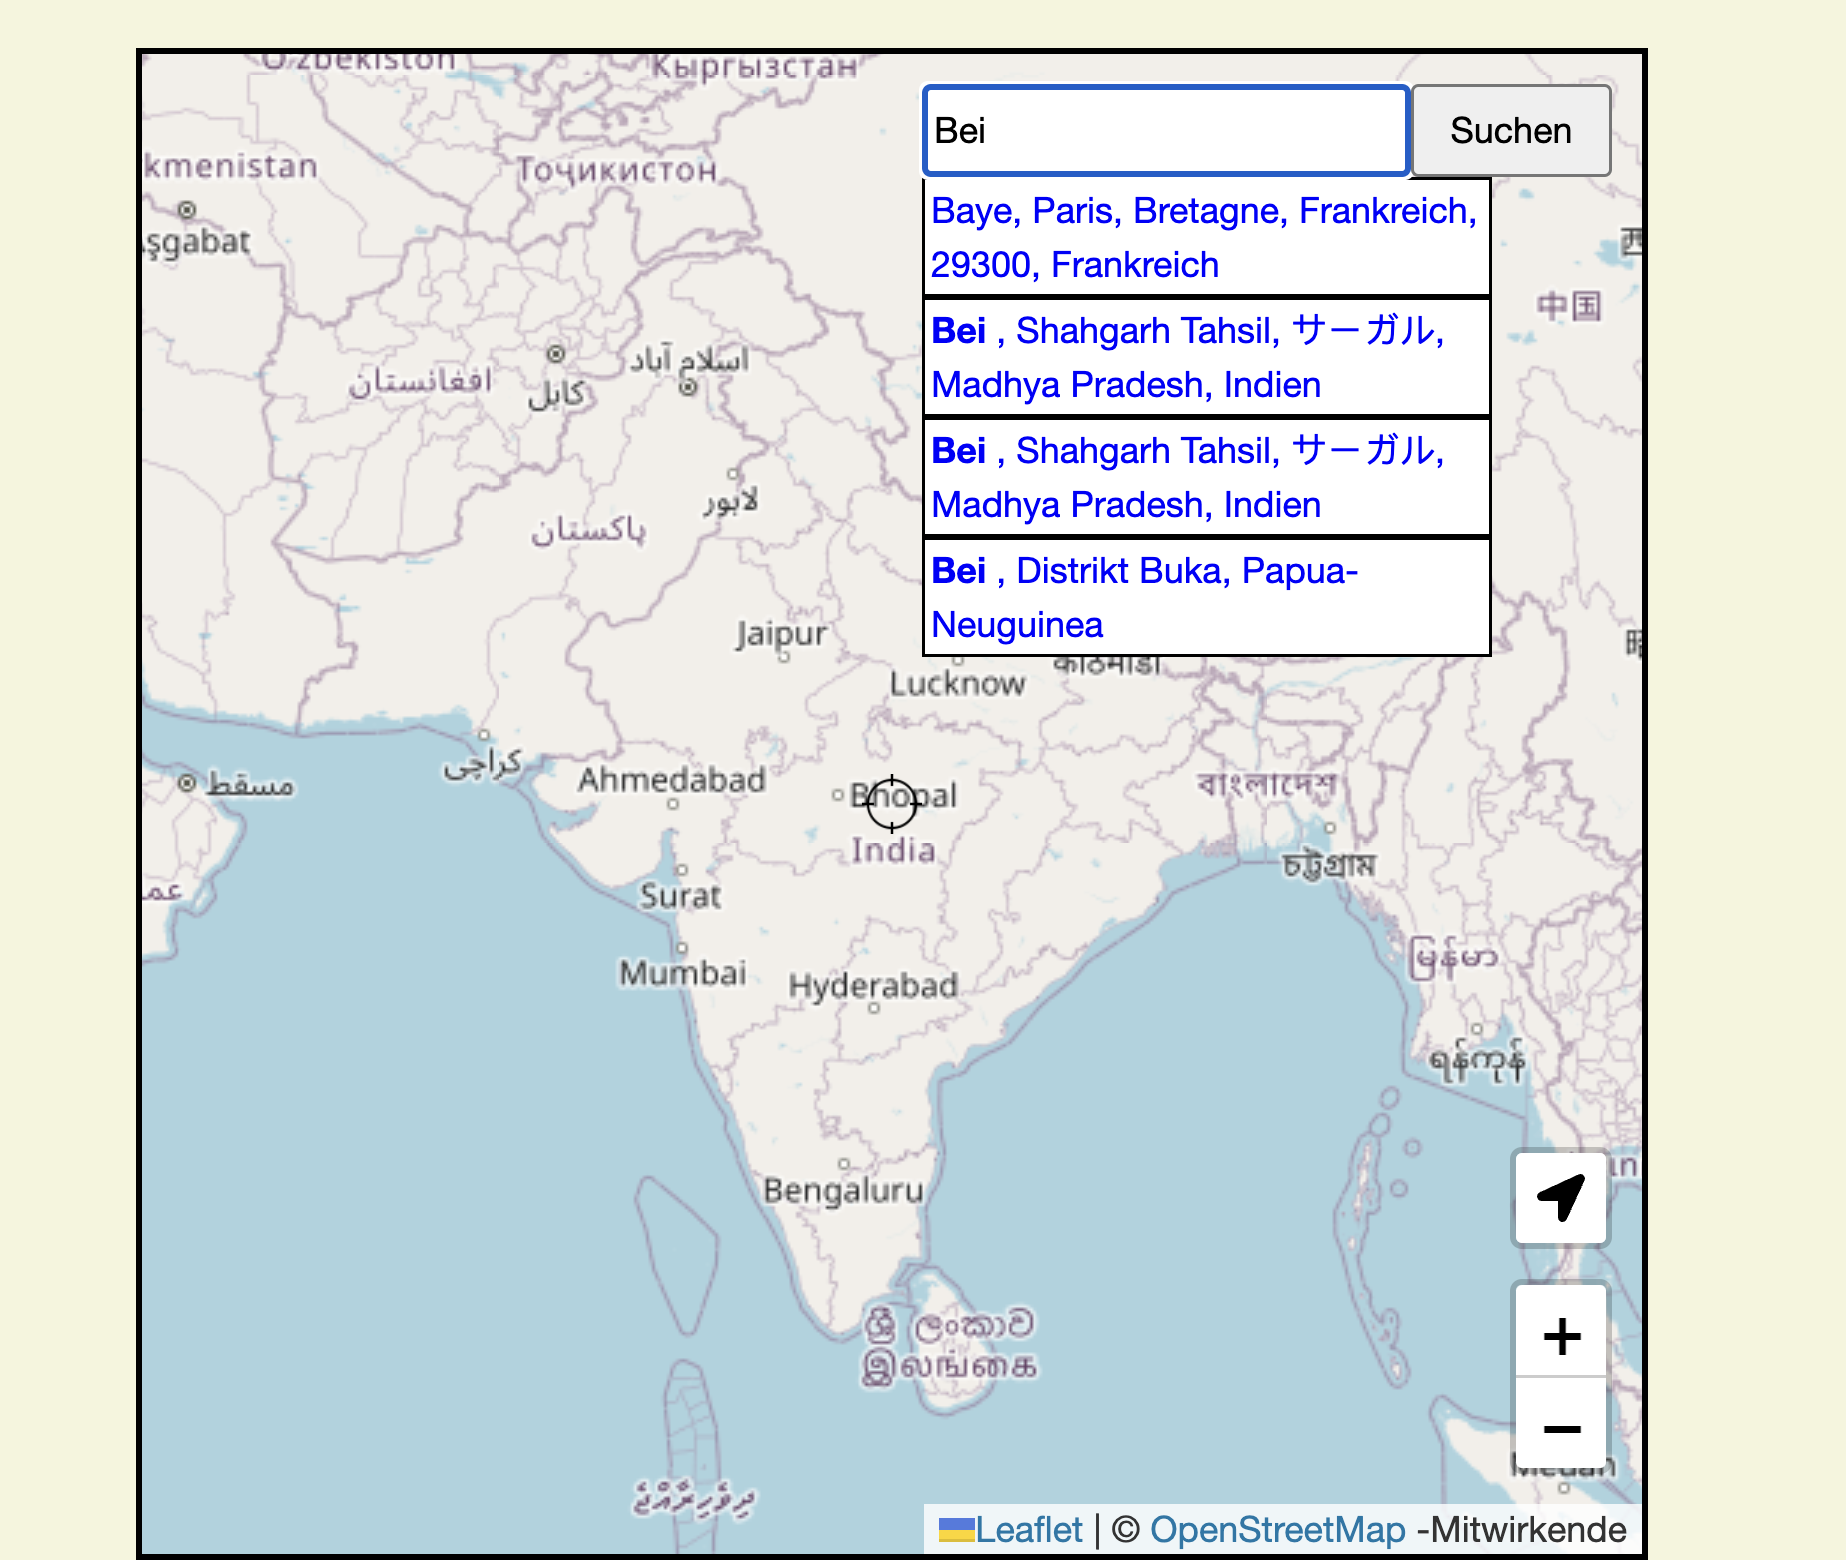 O'zbekiston
Кыргызстан
Bei
Suchen
kmenistan
Тоҷикистон
Baye, Paris, Bretagne, Frankreich,
29300, Frankreich
şgabat
中国
Bei , Shahgarh Tahsil, サーガル,
Madhya Pradesh, Indien
افغانستان
کابل
اسلام آباد
Bei , Shahgarh Tahsil, サーガル,
Madhya Pradesh, Indien
لاہور
پاکستان
Bei , Distrikt Buka, Papua-
Neuguinea
Jaipur
काठमाडौं
Lucknow
کراچی
مسقط
Ahmedabad
Bhopal
বাংলাদেশ
India
চট্টগ্রাম
Surat
မြန်မာ
Mumbai
Hyderabad
ရန်ကုန်
Bengaluru
ශ්‍රී ලංකාව
இலங்கை
+
−
Medan
ދިވެހިރާއްޖެ
Leaflet | © OpenStreetMap -Mitwirkende